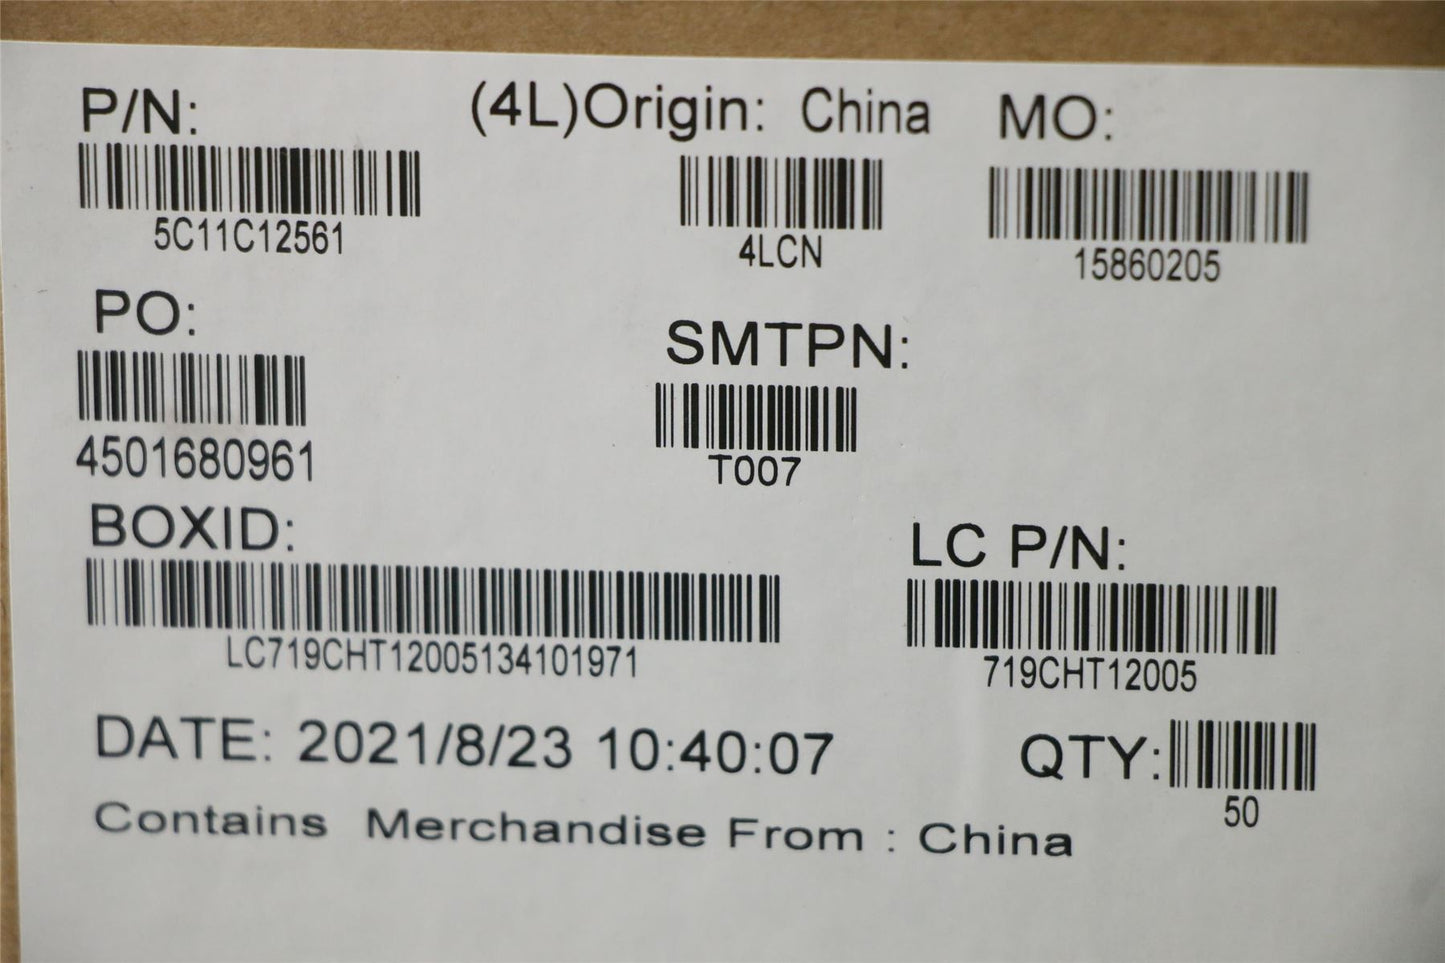 P/N: (4L)Origin: China MO:
5C11C12561 4LCN 15860205
PO: SMTPN:
4501680961 T007
BOXID: LC P/N:
LC719CHT12005134101971 719CHT12005
DATE: 2021/8/23 10:40:07 QTY:
50
Contains Merchandise From : China